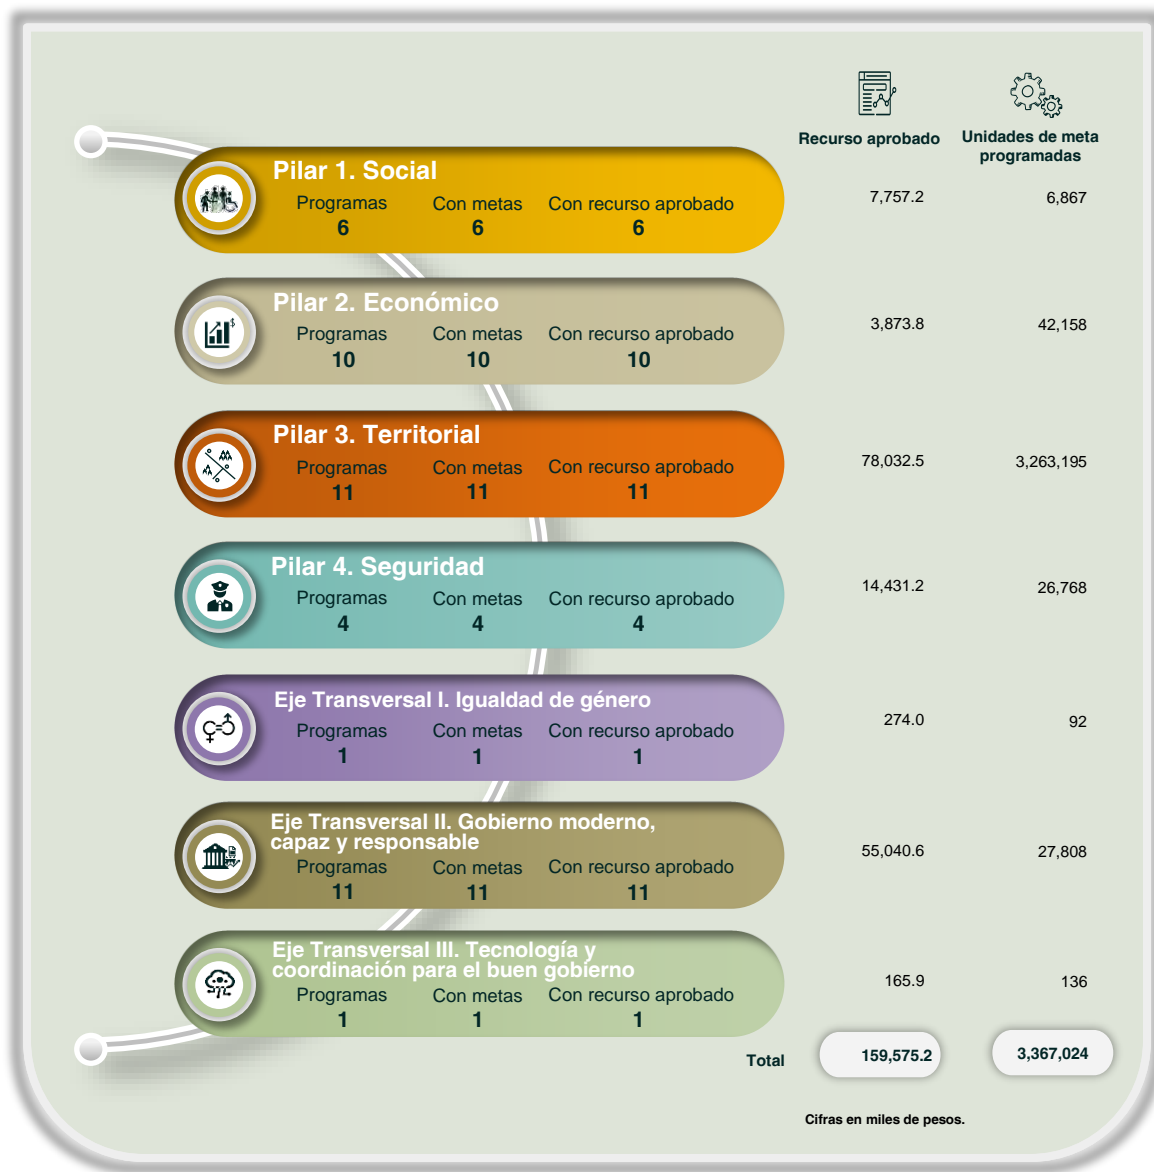 Recurso aprobado
Unidades de meta
programadas
Pilar 1. Social
Programas Con metas Con recurso aprobado
6 6 6
7,757.2 6,867
Pilar 2. Económico
Programas Con metas Con recurso aprobado
10 10 10
3,873.8 42,158
Pilar 3. Territorial
Programas Con metas Con recurso aprobado
11 11 11
78,032.5 3,263,195
Pilar 4. Seguridad
Programas Con metas Con recurso aprobado
4 4 4
14,431.2 26,768
Eje Transversal I. Igualdad de género
Programas Con metas Con recurso aprobado
1 1 1
274.0 92
Eje Transversal II. Gobierno moderno,
capaz y responsable
Programas Con metas Con recurso aprobado
11 11 11
55,040.6 27,808
Eje Transversal III. Tecnología y
coordinación para el buen gobierno
Programas Con metas Con recurso aprobado
1 1 1
165.9 136
Total 159,575.2 3,367,024
Cifras en miles de pesos.